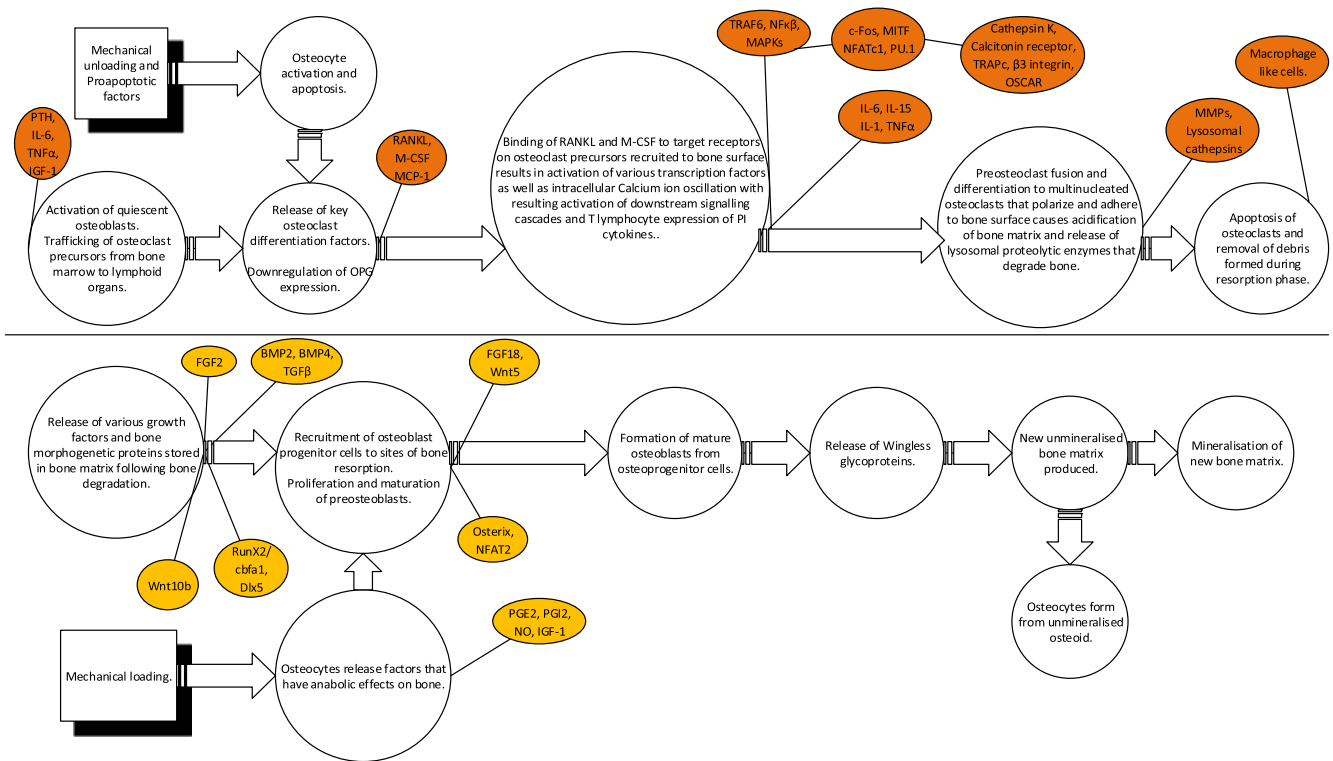 Mechanical
unloading and
Proapoptotic
factors
Osteocyte
activation and
apoptosis.
PTH,
IL-6,
TNFα,
IGF-1
Activation of quiescent
osteoblasts.
Trafficking of osteoclast
precursors from bone
marrow to lymphoid
organs.
Release of key
osteoclast
differentiation factors.
Downregulation of OPG
expression.
RANKL,
M-CSF
MCP-1
Binding of RANKL and M-CSF to target receptors
on osteoclast precursors recruited to bone surface
results in activation of various transcription factors
as well as intracellular Calcium ion oscillation with
resulting activation of downstream signalling
cascades and T lymphocyte expression of PI
cytokines..
TRAF6, NFκβ,
MAPKs
c-Fos, MITF
NFATc1, PU.1
Cathepsin K,
Calcitonin receptor,
TRAPc, β3 integrin,
OSCAR
IL-6, IL-15
IL-1, TNFα
Preosteoclast fusion and
differentiation to multinucleated
osteoclasts that polarize and adhere
to bone surface causes acidification
of bone matrix and release of
lysosomal proteolytic enzymes that
degrade bone.
MMPs,
Lysosomal
cathepsins
Macrophage
like cells.
Apoptosis of
osteoclasts and
removal of debris
formed during
resorption phase.
Release of various growth
factors and bone
morphogenetic proteins stored
in bone matrix following bone
degradation.
FGF2
BMP2, BMP4,
TGFβ
Wnt10b
RunX2/
cbfa1,
Dlx5
Recruitment of osteoblast
progenitor cells to sites of bone
resorption.
Proliferation and maturation
of preosteoblasts.
FGF18,
Wnt5
Osterix,
NFAT2
Formation of mature
osteoblasts from
osteoprogenitor cells.
Release of Wingless
glycoproteins.
New unmineralised
bone matrix
produced.
Mineralisation of
new bone matrix.
Osteocytes form
from unmineralised
osteoid.
Mechanical loading.
Osteocytes release factors that
have anabolic effects on bone.
PGE2, PGI2,
NO, IGF-1